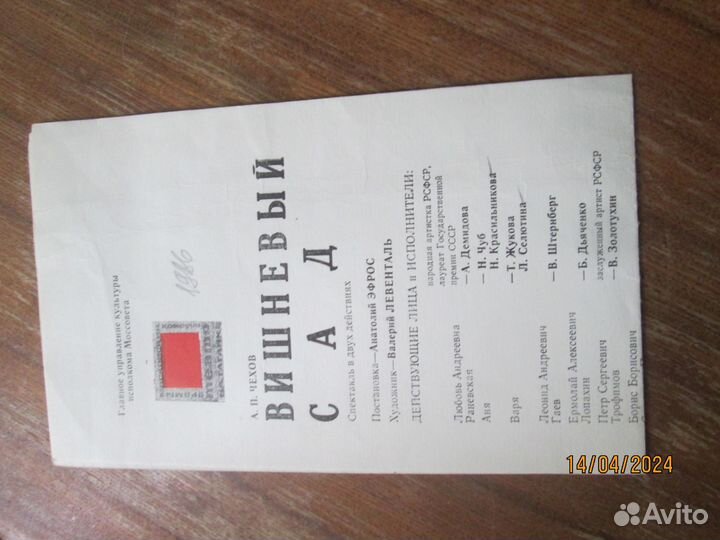 Главное управление культуры
исполкома Моссовета
1986
НА ТАГАНКЕ
А. П. ЧЕХОВ
ВИШНЕВЫЙ
САД
Спектакль в двух действиях
Постановка—Анатолий ЭФРОС
Художник—Валерий ЛЕВЕНТАЛЬ
ДЕЙСТВУЮЩИЕ ЛИЦА и ИСПОЛНИТЕЛИ:
народная артистка РСФСР,
лауреат Государственной
премии СССР
Любовь Андреевна
Раневская —А. Демидова
Аня —Н. Чуб
Н. Красильникова
Варя —Т. Жукова
Л. Селютина
Леонид Андреевич
Гаев —В. Штернберг
Ермолай Алексеевич
Лопахин —Б. Дьяченко
заслуженный артист РСФСР
Петр Сергеевич
Трофимов —В. Золотухин
Борис Борисович
14/04/2024
Avito